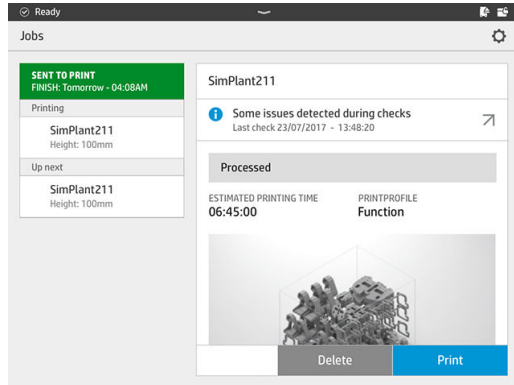 Ready
Jobs
SENT TO PRINT
FINISH: Tomorrow - 04:08AM
Printing
SimPlant211
Height: 100mm
Up next
SimPlant211
Height: 100mm
SimPlant211
Some issues detected during checks
Last check 23/07/2017 - 13:48:20
Processed
ESTIMATED PRINTING TIME
06:45:00
PRINTPROFILE
Function
Delete
Print